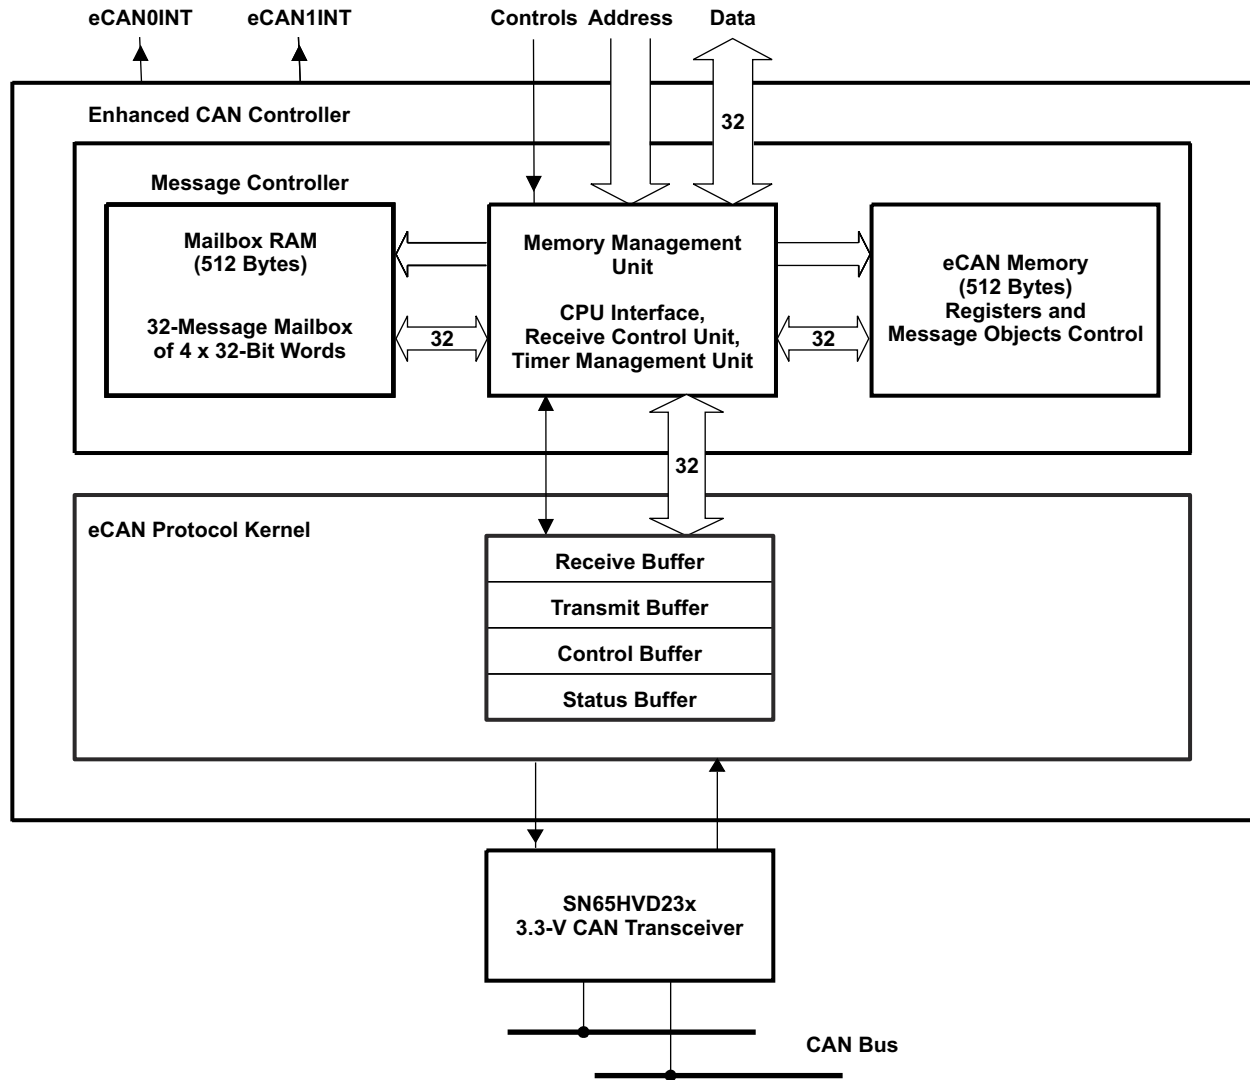 eCAN0INT eCAN1INT Controls Address Data
32
Enhanced CAN Controller
Message Controller
Mailbox RAM
(512 Bytes)
32-Message Mailbox
of 4 x 32-Bit Words
32
Memory Management
Unit
CPU Interface,
Receive Control Unit,
Timer Management Unit
32
eCAN Memory
(512 Bytes)
Registers and
Message Objects Control
32
eCAN Protocol Kernel
Receive Buffer
Transmit Buffer
Control Buffer
Status Buffer
SN65HVD23x
3.3-V CAN Transceiver
CAN Bus